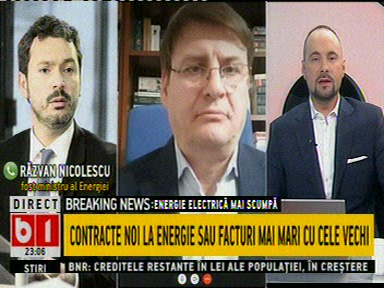 RĂZVAN NICOLESCU
fost ministru al Energiei
DIRECT
BREAKING NEWS: ENERGIE ELECTRICĂ MAI SCUMPĂ
b1
CONTRACTE NOI LA ENERGIE SAU FACTURI MAI MARI CU CELE VECHI
23:06
ȘTIRI
BNR: CREDITELE RESTANTE ÎN LEI ALE POPULAȚIEI, ÎN CREȘTERE